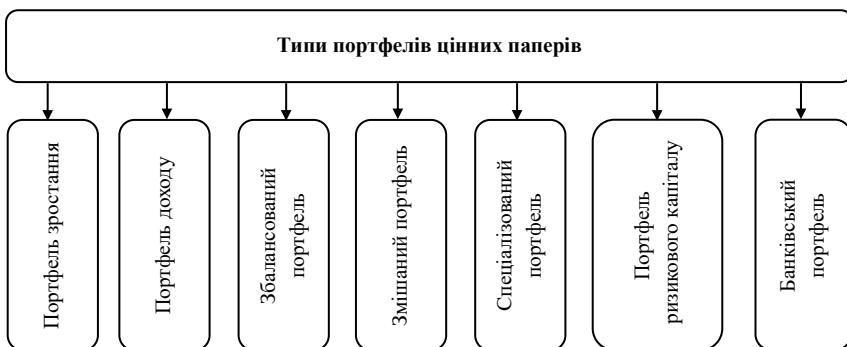 Типи портфелів цінних паперів
Портфель зростання
Портфель доходу
Збалансований
портфель
Змішаний портфель
Спеціалізований
портфель
Портфель
ризикового капіталу
Банківський
портфель